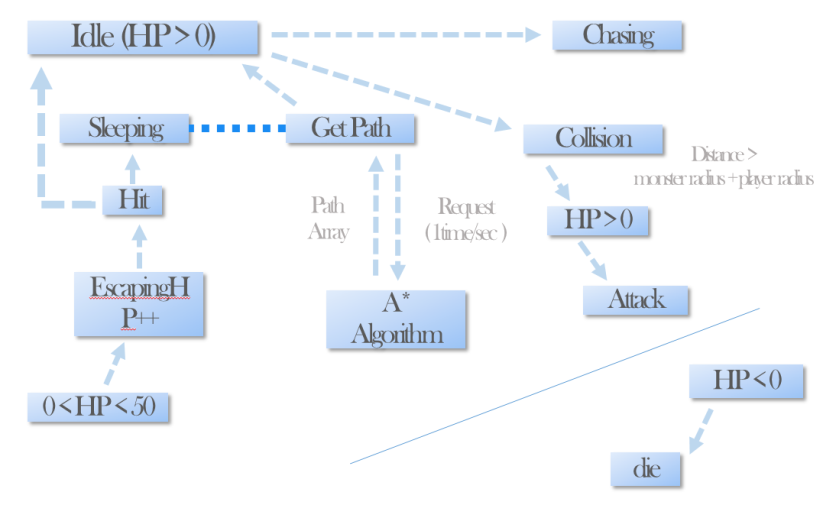 Idle (HP > 0)
Chasing
Sleeping
Get Path
Collision
Distance >
monster radius + player radius
Hit
Path
Array
Request
( 1time/sec )
HP > 0
EscapingH
P++
A*
Algorithm
Attack
HP < 0
0 < HP < 50
die